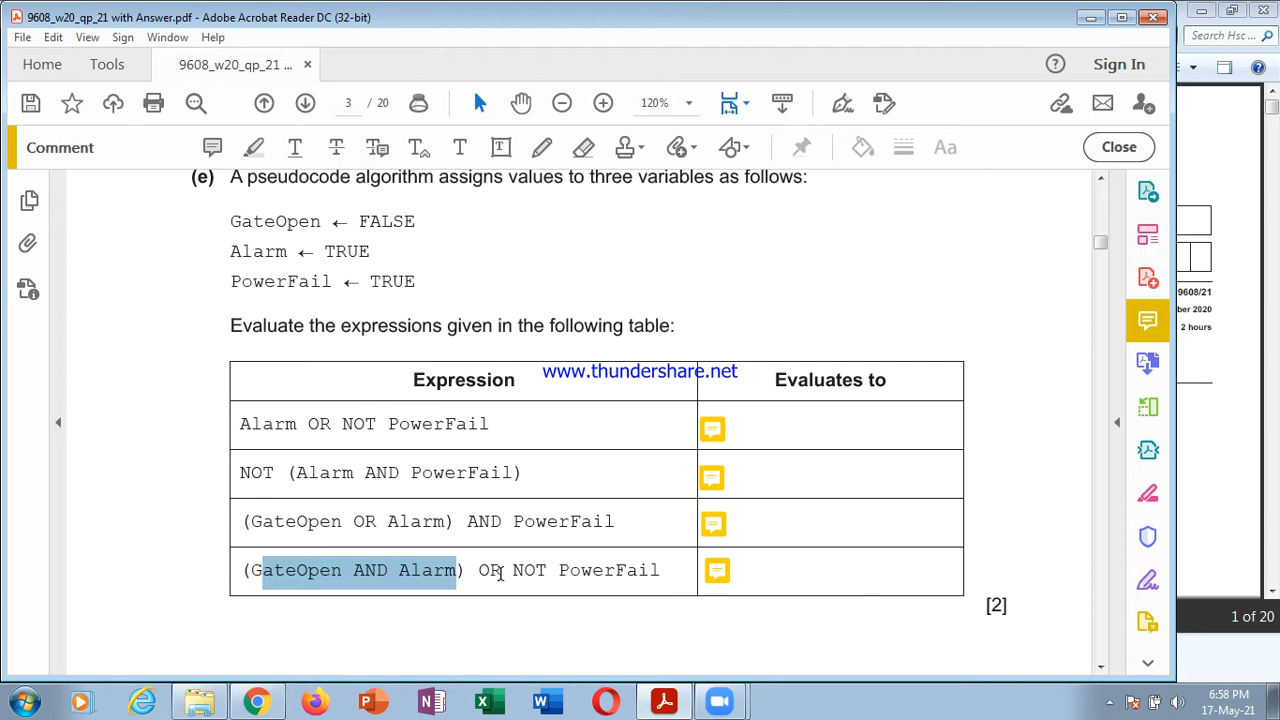 9608_w20_qp_21 with Answer.pdf - Adobe Acrobat Reader DC (32-bit)
File Edit View Sign Window Help
Search Hsc...
Home Tools 9608_w20_qp_21 ... × Sign In
3 / 20 120%
Comment Close
(e) A pseudocode algorithm assigns values to three variables as follows:
GateOpen ← FALSE
Alarm ← TRUE
PowerFail ← TRUE
9608/21
mber 2020
2 hours
Evaluate the expressions given in the following table:
www.thundershare.net
Expression Evaluates to
Alarm OR NOT PowerFail
NOT (Alarm AND PowerFail)
(GateOpen OR Alarm) AND PowerFail
(GateOpen AND Alarm) OR NOT PowerFail
[2]
1 of 20
6:58 PM
17-May-21